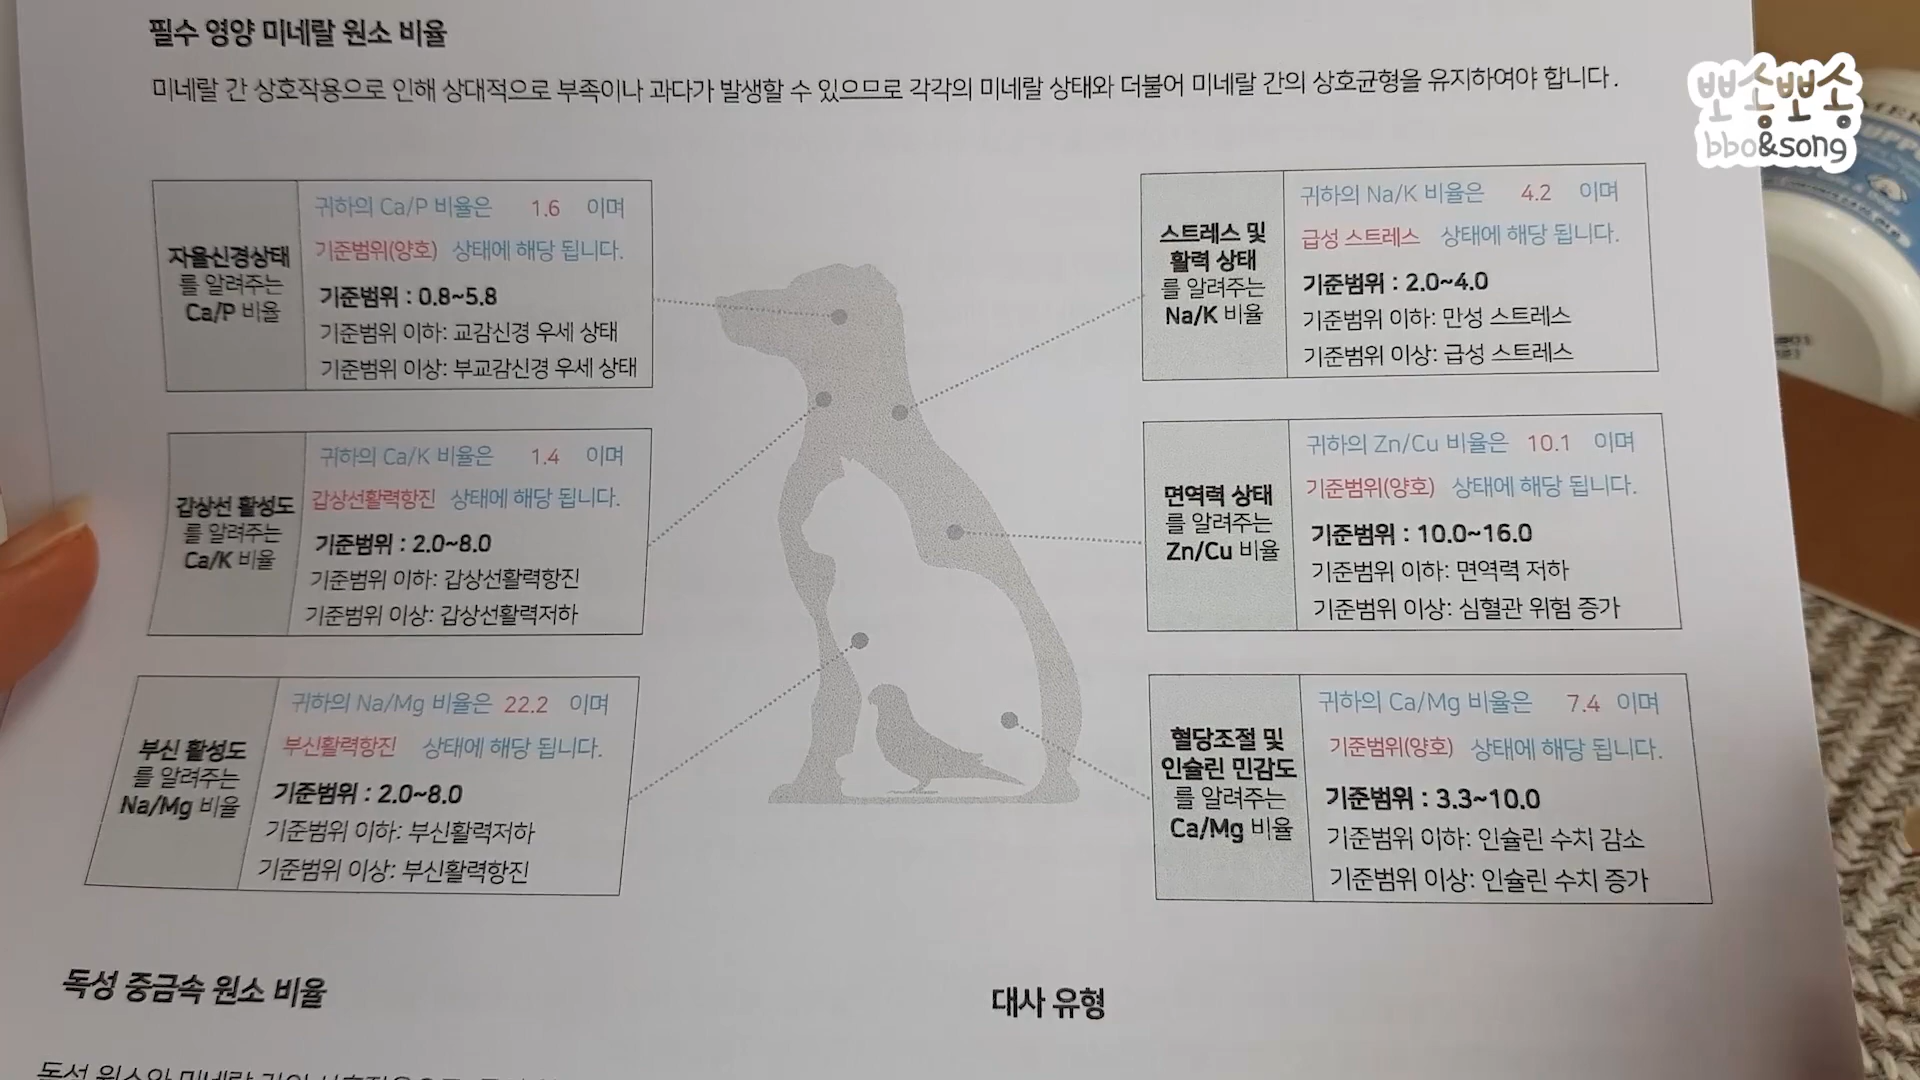 필수 영양 미네랄 원소 비율
미네랄 간 상호작용으로 인해 상대적으로 부족이나 과다가 발생할 수 있으므로 각각의 미네랄 상태와 더불어 미네랄 간의 상호균형을 유지하여야 합니다.
뽀송뽀송
bbo&song
자율신경상태
를 알려주는
Ca/P 비율
귀하의 Ca/P 비율은 1.6 이며
기준범위(양호) 상태에 해당 됩니다.
기준범위 : 0.8~5.8
기준범위 이하: 교감신경 우세 상태
기준범위 이상: 부교감신경 우세 상태
스트레스 및
활력 상태
를 알려주는
Na/K 비율
귀하의 Na/K 비율은 4.2 이며
급성 스트레스 상태에 해당 됩니다.
기준범위 : 2.0~4.0
기준범위 이하: 만성 스트레스
기준범위 이상: 급성 스트레스
갑상선 활성도
를 알려주는
Ca/K 비율
귀하의 Ca/K 비율은 1.4 이며
갑상선활력항진 상태에 해당 됩니다.
기준범위 : 2.0~8.0
기준범위 이하: 갑상선활력항진
기준범위 이상: 갑상선활력저하
면역력 상태
를 알려주는
Zn/Cu 비율
귀하의 Zn/Cu 비율은 10.1 이며
기준범위(양호) 상태에 해당 됩니다.
기준범위 : 10.0~16.0
기준범위 이하: 면역력 저하
기준범위 이상: 심혈관 위험 증가
부신 활성도
를 알려주는
Na/Mg 비율
귀하의 Na/Mg 비율은 22.2 이며
부신활력항진 상태에 해당 됩니다.
기준범위 : 2.0~8.0
기준범위 이하: 부신활력저하
기준범위 이상: 부신활력항진
혈당조절 및
인슐린 민감도
를 알려주는
Ca/Mg 비율
귀하의 Ca/Mg 비율은 7.4 이며
기준범위(양호) 상태에 해당 됩니다.
기준범위 : 3.3~10.0
기준범위 이하: 인슐린 수치 감소
기준범위 이상: 인슐린 수치 증가
독성 중금속 원소 비율
대사 유형